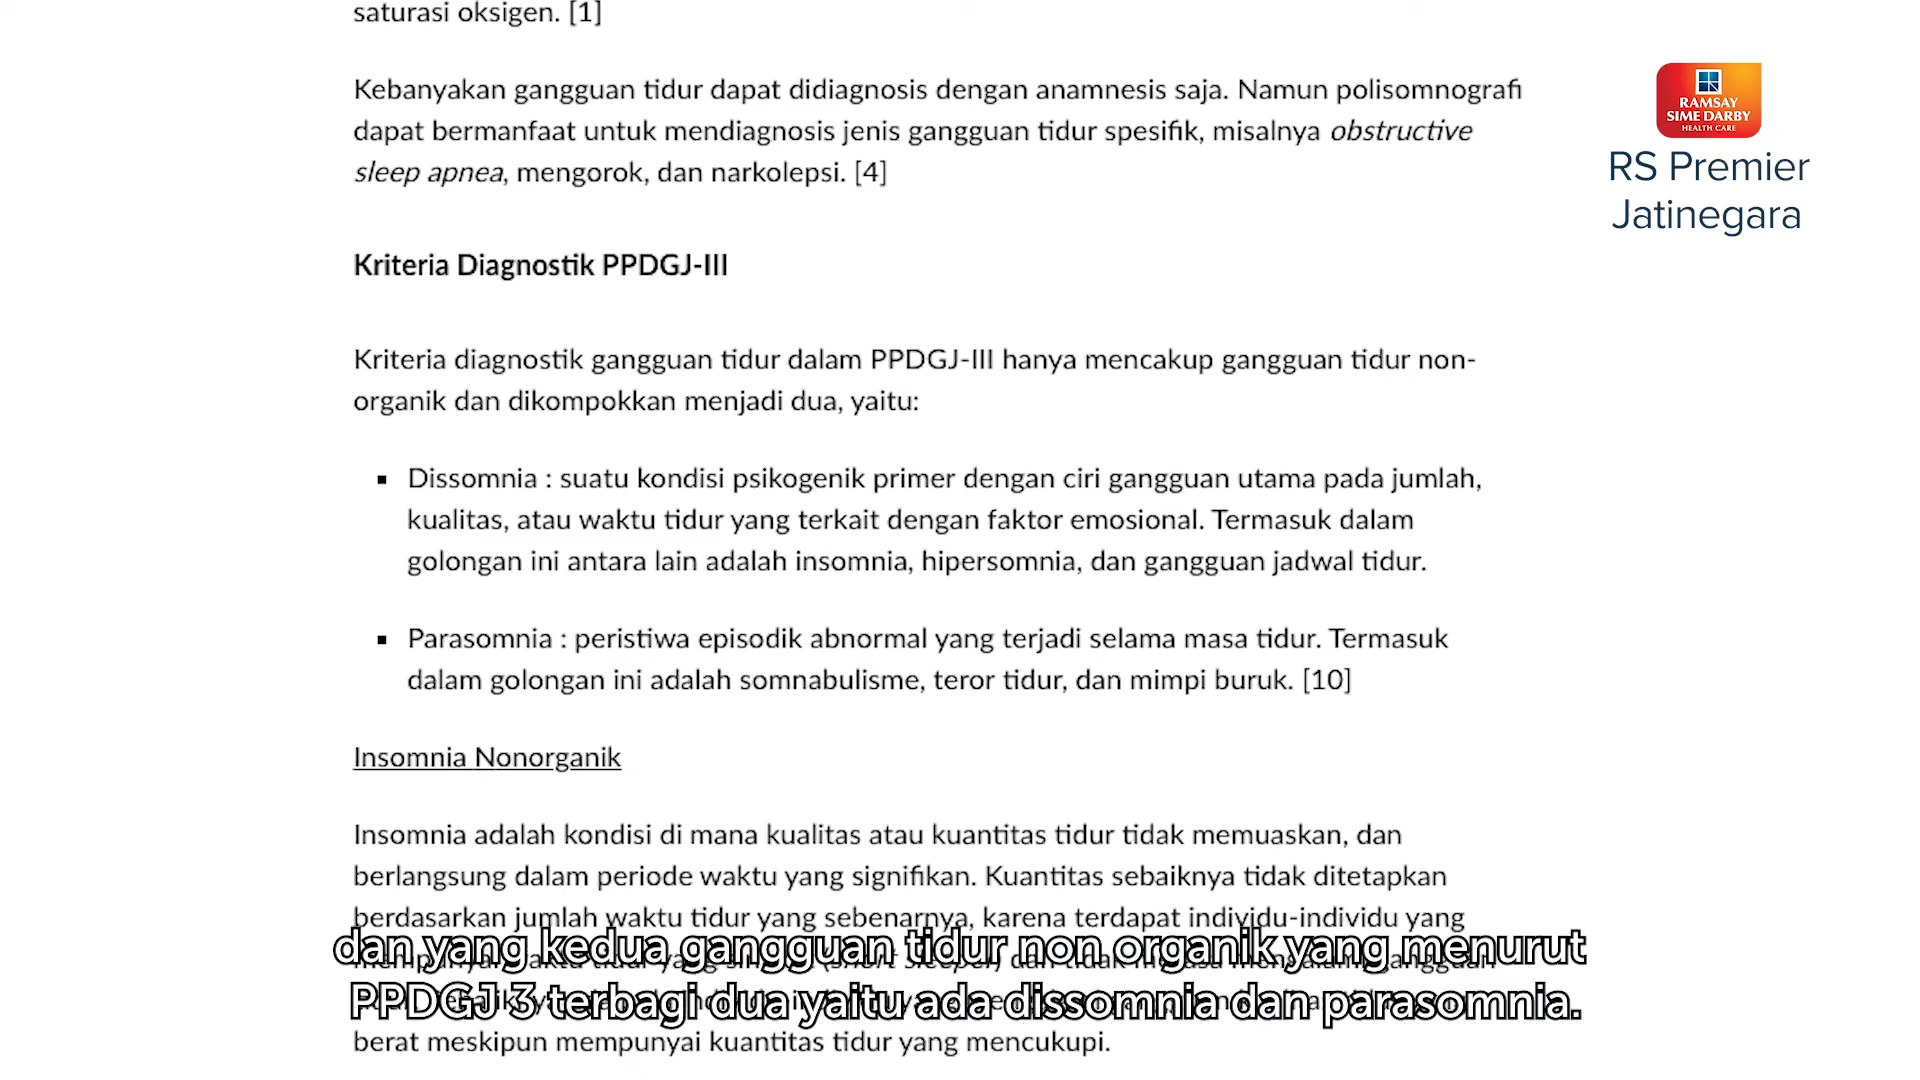 saturasi oksigen. [1]
Kebanyakan gangguan tidur dapat didiagnosis dengan anamnesis saja. Namun polisomnografi
dapat bermanfaat untuk mendiagnosis jenis gangguan tidur spesifik, misalnya obstructive
sleep apnea, mengorok, dan narkolepsi. [4]
RAMSAY
SIME DARBY
HEALTH CARE
RS Premier
Jatinegara
Kriteria Diagnostik PPDGJ-III
Kriteria diagnostik gangguan tidur dalam PPDGJ-III hanya mencakup gangguan tidur non-
organik dan dikompokkan menjadi dua, yaitu:
▪ Dissomnia : suatu kondisi psikogenik primer dengan ciri gangguan utama pada jumlah,
kualitas, atau waktu tidur yang terkait dengan faktor emosional. Termasuk dalam
golongan ini antara lain adalah insomnia, hipersomnia, dan gangguan jadwal tidur.
▪ Parasomnia : peristiwa episodik abnormal yang terjadi selama masa tidur. Termasuk
dalam golongan ini adalah somnabulisme, teror tidur, dan mimpi buruk. [10]
Insomnia Nonorganik
Insomnia adalah kondisi di mana kualitas atau kuantitas tidur tidak memuaskan, dan
berlangsung dalam periode waktu yang signifikan. Kuantitas sebaiknya tidak ditetapkan
berdasarkan jumlah waktu tidur yang sebenarnya, karena terdapat individu-individu yang
dan yang kedua gangguan tidur non organik yang menurut
PPDGJ 3 terbagi dua yaitu ada dissomnia dan parasomnia.
berat meskipun mempunyai kuantitas tidur yang mencukupi.